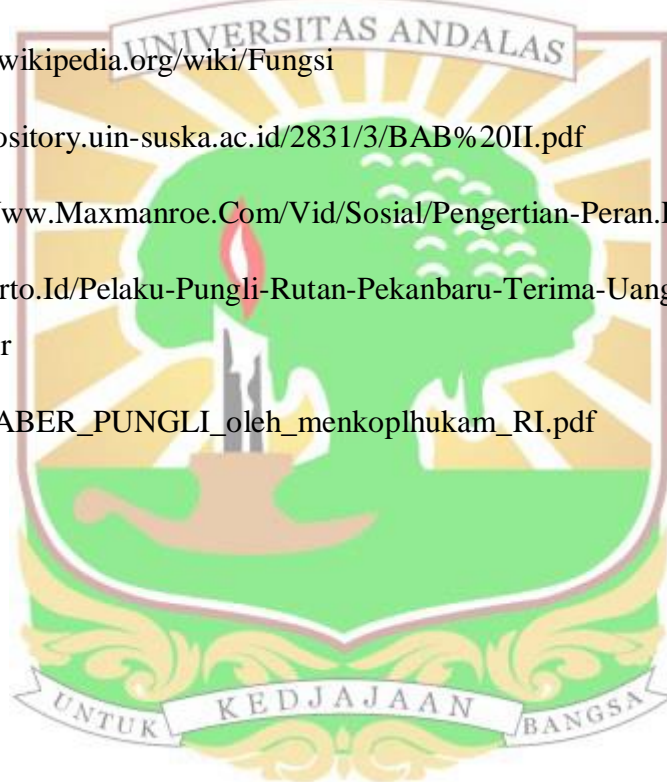 UNIVERSITAS ANDALAS
wikipedia.org/wiki/Fungsi
ository.uin-suska.ac.id/2831/3/BAB%20II.pdf
ww.Maxmanroe.Com/Vid/Sosial/Pengertian-Peran.
rto.Id/Pelaku-Pungli-Rutan-Pekanbaru-Terima-Uang
r
ABER_PUNGLI_oleh_menkoplhukam_RI.pdf
UNTUK KEDJAJAAN BANGSA